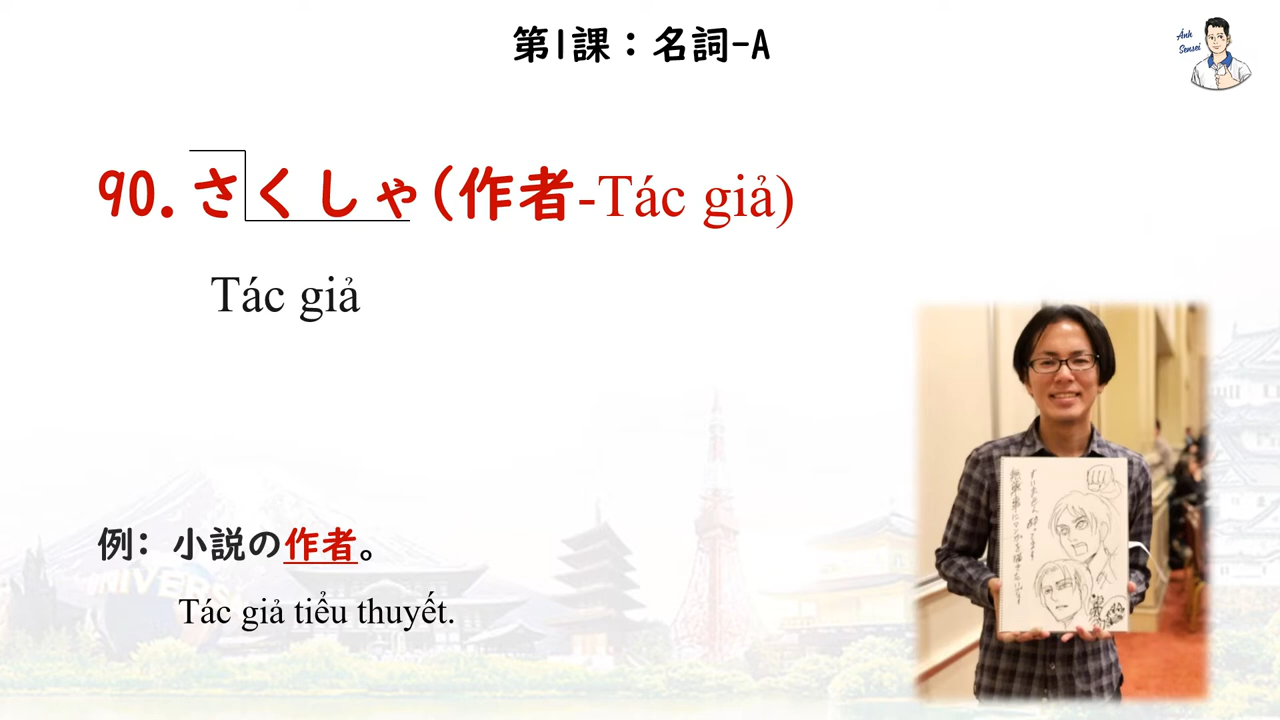 第1課：名詞-A
Ánh
Sensei
90. さくしゃ(作者-Tác giả)
Tác giả
例：小説の作者。
Tác giả tiểu thuyết.